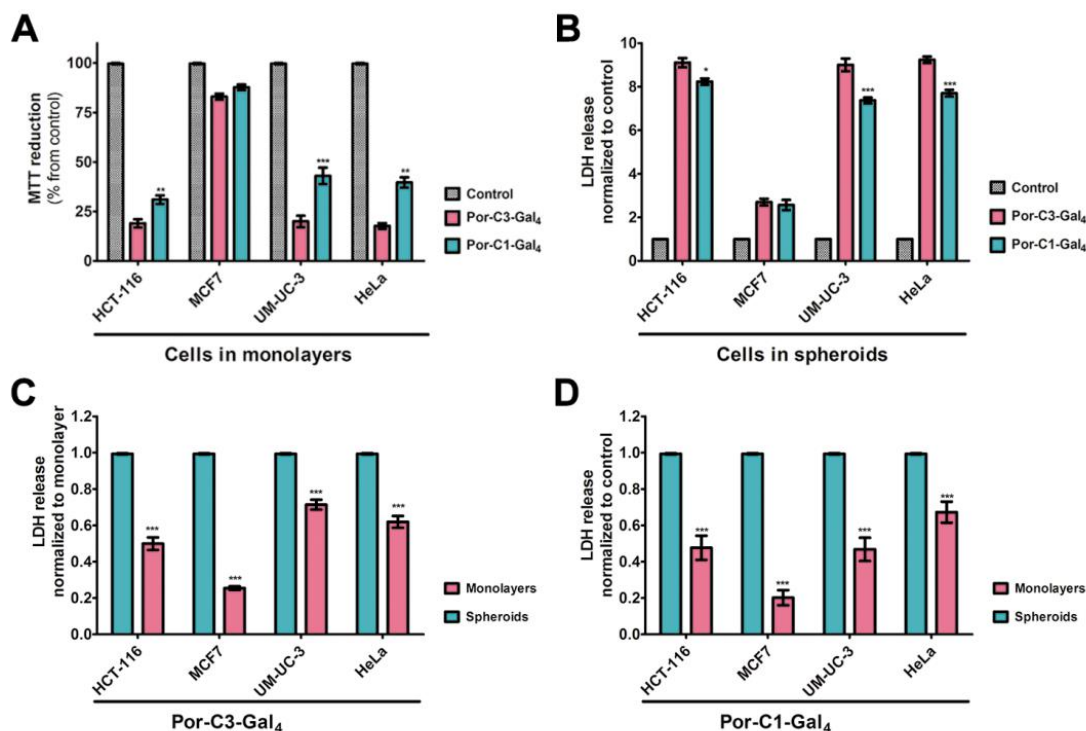 A
MTT reduction
(% from control)
100
75
50
25
0
**
***
**
Control
Por-C3-Gal₄
Por-C1-Gal₄
HCT-116
MCF7
UM-UC-3
HeLa
Cells in monolayers
B
LDH release
normalized to control
10
8
6
4
2
0
*
***
***
Control
Por-C3-Gal₄
Por-C1-Gal₄
HCT-116
MCF7
UM-UC-3
HeLa
Cells in spheroids
C
LDH release
normalized to monolayer
1.2
1.0
0.8
0.6
0.4
0.2
0.0
***
***
***
***
Monolayers
Spheroids
HCT-116
MCF7
UM-UC-3
HeLa
Por-C3-Gal₄
D
LDH release
normalized to control
1.2
1.0
0.8
0.6
0.4
0.2
0.0
***
***
***
***
Monolayers
Spheroids
HCT-116
MCF7
UM-UC-3
HeLa
Por-C1-Gal₄